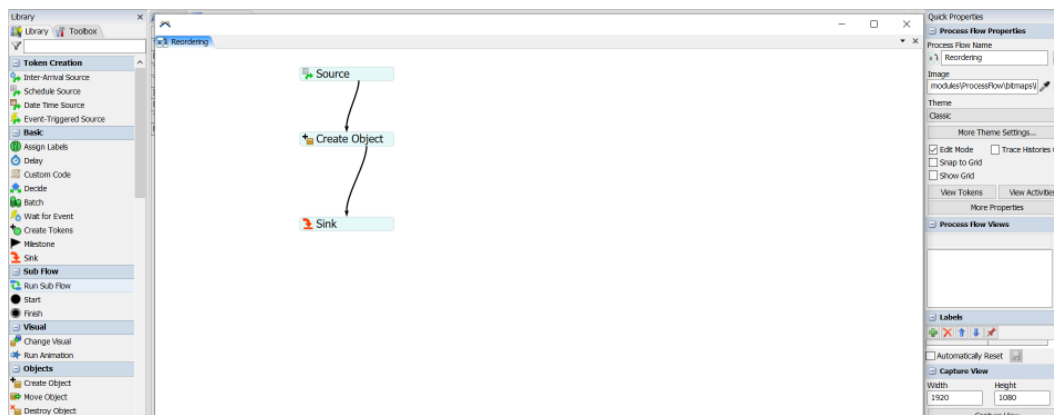 Library
Library Toolbox
Token Creation
Inter-Arrival Source
Schedule Source
Date Time Source
Event-Triggered Source
Basic
Assign Labels
Delay
Custom Code
Decide
Batch
Wait for Event
Create Tokens
Milestone
Sink
Sub Flow
Run Sub Flow
Start
Finish
Visual
Change Visual
Run Animation
Objects
Create Object
Move Object
Destroy Object
Reordering
Source
Create Object
Sink
Quick Properties
Process Flow Properties
Process Flow Name
Reordering
Image
modules\ProcessFlow\bitmaps\
Theme
Classic
More Theme Settings...
Edit Mode Trace Histories
Snap to Grid
Show Grid
View Tokens View Activities
More Properties
Process Flow Views
Labels
Automatically Reset
Capture View
Width Height
1920 1080
Capture View